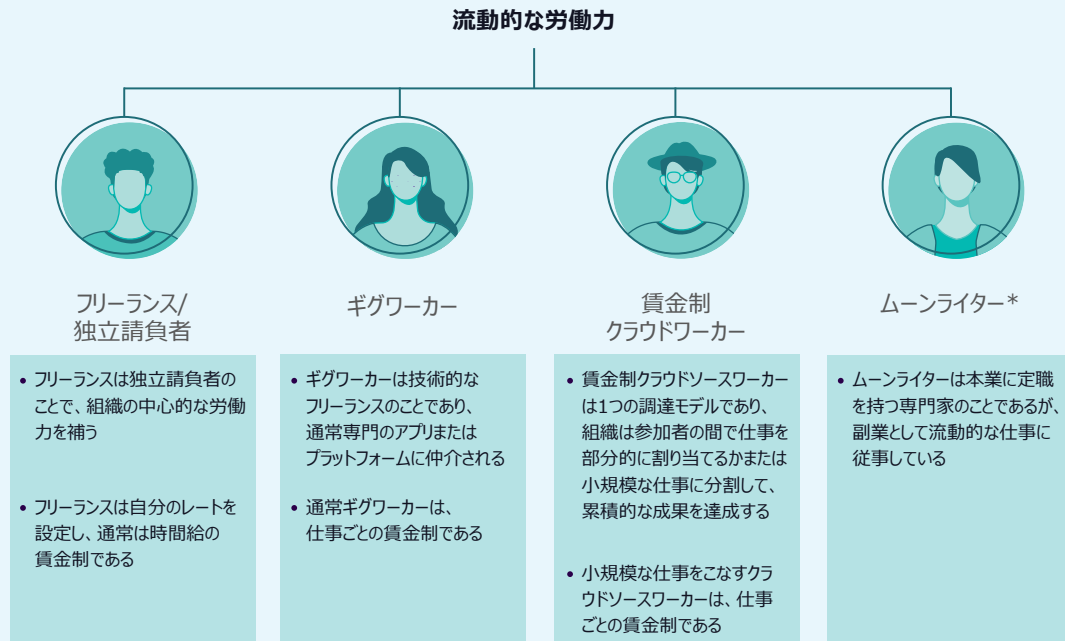 流動的な労働力
フリーランス/
独立請負者
• フリーランスは独立請負者の
ことで、組織の中心的な労働
力を補う
• フリーランスは自分のレートを
設定し、通常は時間給の
賃金制である
ギグワーカー
• ギグワーカーは技術的な
フリーランスのことであり、
通常専門のアプリまたは
プラットフォームに仲介される
• 通常ギグワーカーは、
仕事ごとの賃金制である
賃金制
クラウドワーカー
• 賃金制クラウドソースワーカー
は1つの調達モデルであり、
組織は参加者の間で仕事を
部分的に割り当てるかまたは
小規模な仕事に分割して、
累積的な成果を達成する
• 小規模な仕事をこなすクラ
ウドソースワーカーは、仕事
ごとの賃金制である
ムーンライター*
• ムーンライターは本業に定職
を持つ専門家のことであるが、
副業として流動的な仕事に
従事している